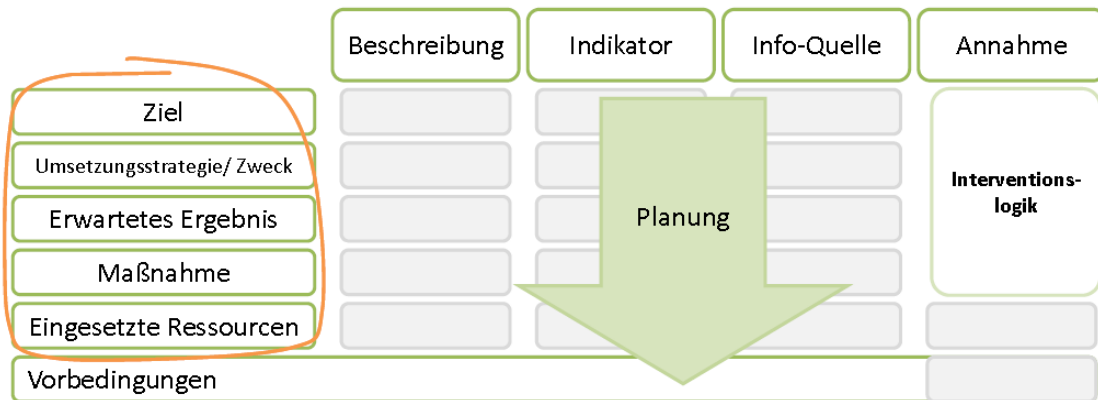 Beschreibung
Indikator
Info-Quelle
Annahme
Ziel
Umsetzungsstrategie/ Zweck
Erwartetes Ergebnis
Maßnahme
Eingesetzte Ressourcen
Vorbedingungen
Planung
Interventions-
logik